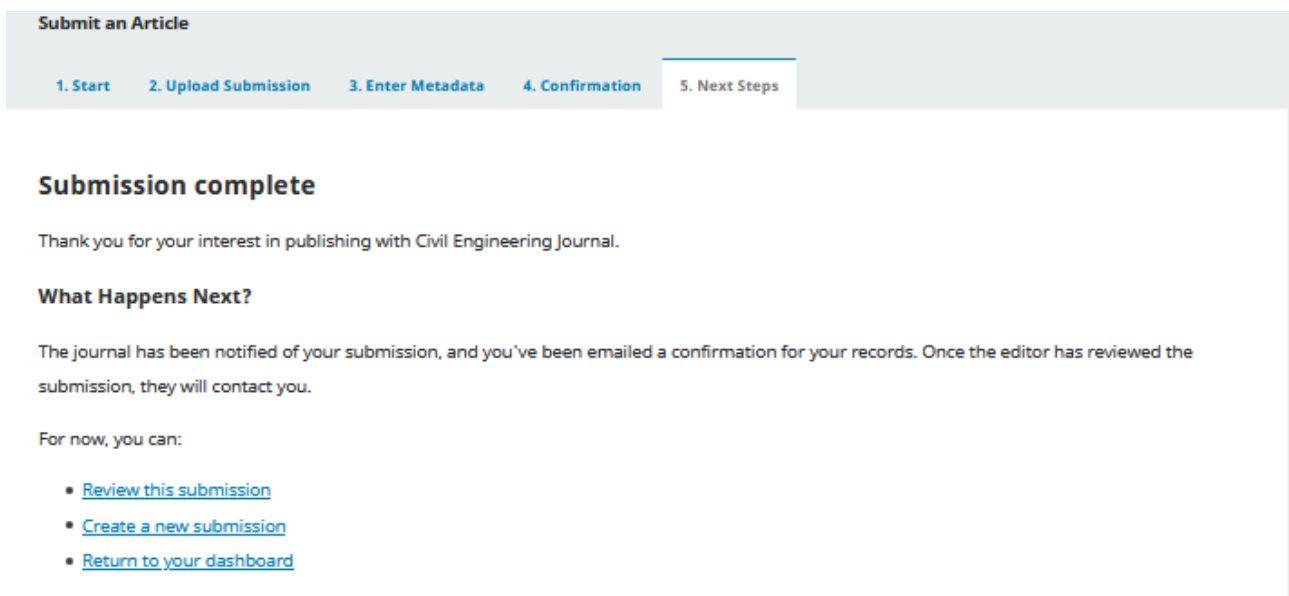 Submit an Article
1. Start 2. Upload Submission 3. Enter Metadata 4. Confirmation 5. Next Steps
Submission complete
Thank you for your interest in publishing with Civil Engineering Journal.
What Happens Next?
The journal has been notified of your submission, and you've been emailed a confirmation for your records. Once the editor has reviewed the
submission, they will contact you.
For now, you can:
• Review this submission
• Create a new submission
• Return to your dashboard